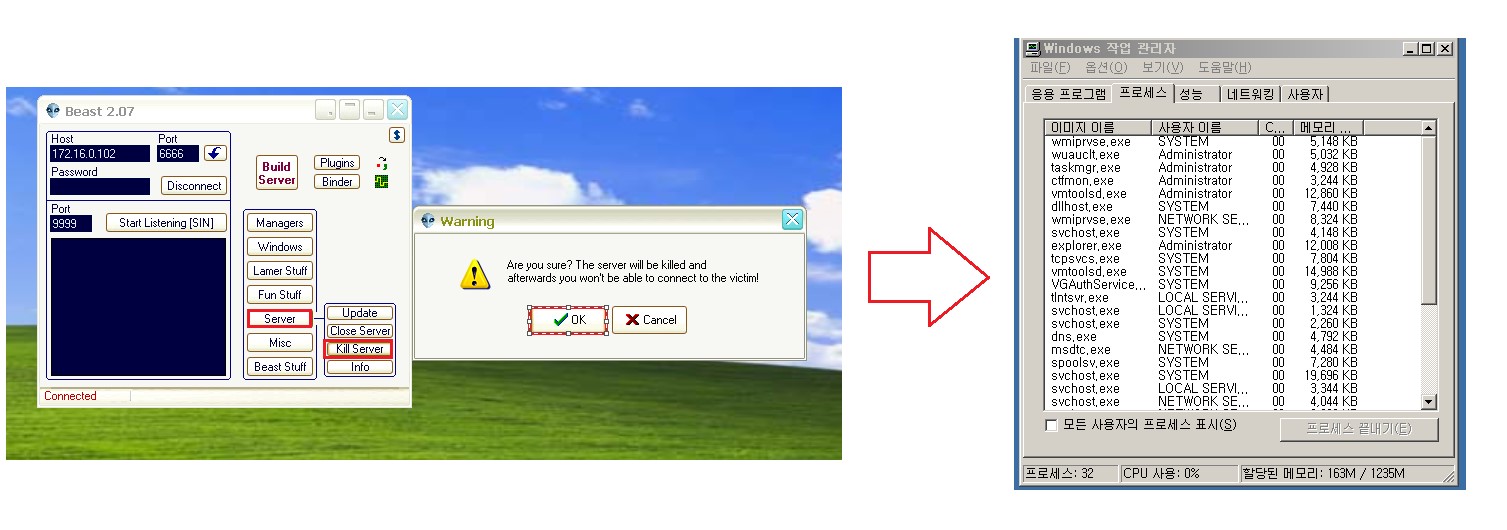 Beast 2.07
Host Port
172.16.0.102 6666
Password
Disconnect
Port
9999 Start Listening [SIN]
Build
Server
Plugins
Binder
$
Managers
Windows
Lamer Stuff
Fun Stuff
Server
Misc
Beast Stuff
Update
Close Server
Kill Server
Info
Connected
Warning
Are you sure? The server will be killed and
afterwards you won't be able to connect to the victim!
OK Cancel
Windows 작업 관리자
파일(F) 옵션(O) 보기(V) 도움말(H)
응용 프로그램 프로세스 성능 네트워킹 사용자
이미지 이름 사용자 이름 C... 메모리 ...
wmiprvse.exe SYSTEM 00 5,148 KB
wuauclt.exe Administrator 00 5,032 KB
taskmgr.exe Administrator 00 4,928 KB
ctfmon.exe Administrator 00 3,244 KB
vmtoolsd.exe Administrator 00 12,860 KB
dllhost.exe SYSTEM 00 7,440 KB
wmiprvse.exe NETWORK SE... 00 8,324 KB
svchost.exe SYSTEM 00 4,148 KB
explorer.exe Administrator 00 12,008 KB
tcpsvcs.exe SYSTEM 00 7,804 KB
vmtoolsd.exe SYSTEM 00 14,988 KB
VGAuthService... SYSTEM 00 9,256 KB
tlntsvr.exe LOCAL SERVI... 00 3,244 KB
svchost.exe LOCAL SERVI... 00 1,324 KB
svchost.exe SYSTEM 00 2,260 KB
dns.exe SYSTEM 00 4,792 KB
msdtc.exe NETWORK SE... 00 4,484 KB
spoolsv.exe SYSTEM 00 7,280 KB
svchost.exe SYSTEM 00 19,696 KB
svchost.exe LOCAL SERVI... 00 3,344 KB
svchost.exe NETWORK SE... 00 4,044 KB
모든 사용자의 프로세스 표시(S)
프로세스 끝내기(E)
프로세스: 32 CPU 사용: 0% 할당된 메모리: 163M / 1235M